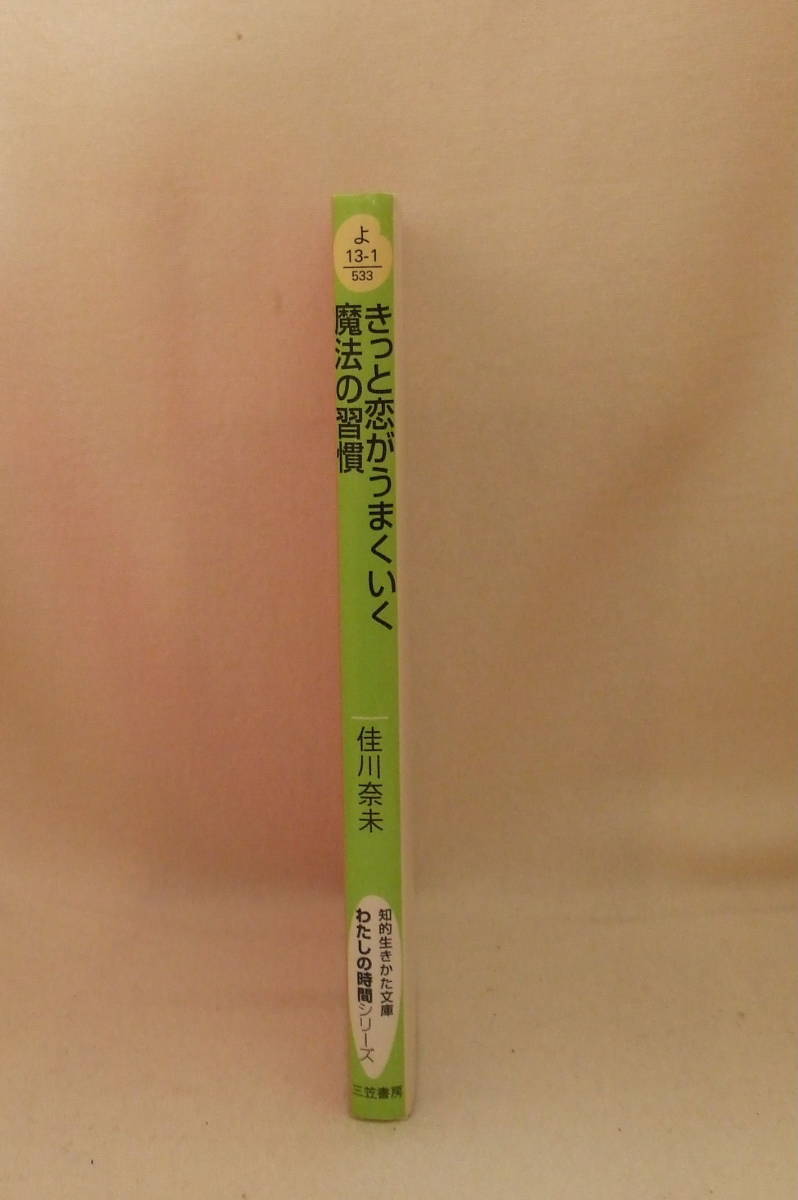 よ
13-1
533
きっと恋がうまくいく
魔法の習慣
佳川奈未
知的生きかた文庫
わたしの時間シリーズ
三笠書房